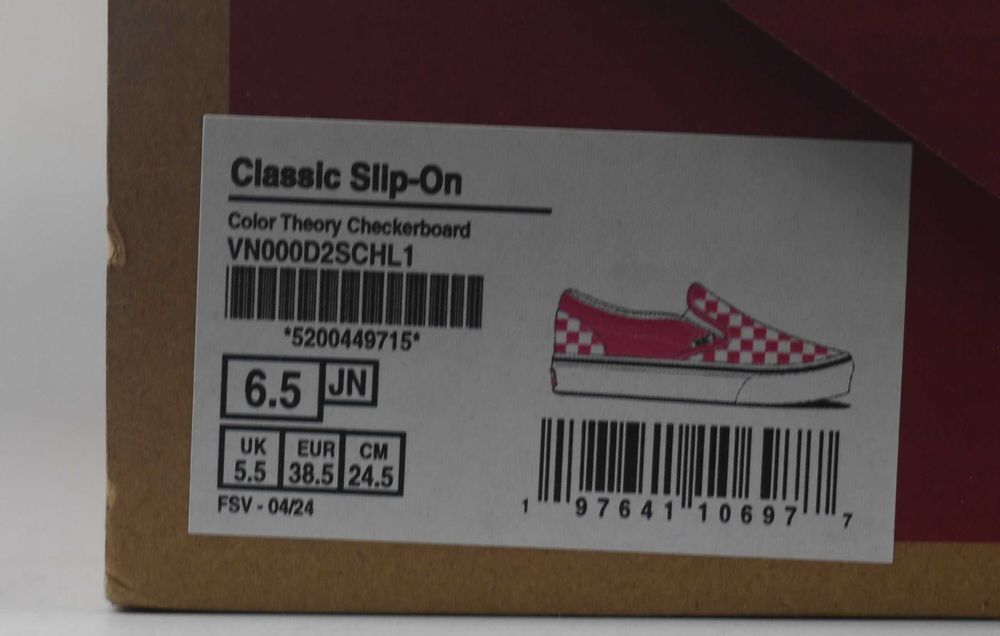 Classic Slip-On
Color Theory Checkerboard
VN000D2SCHL1
*5200449715*
6.5 JN
UK EUR CM
5.5 38.5 24.5
FSV - 04/24
1 97641 10697 7